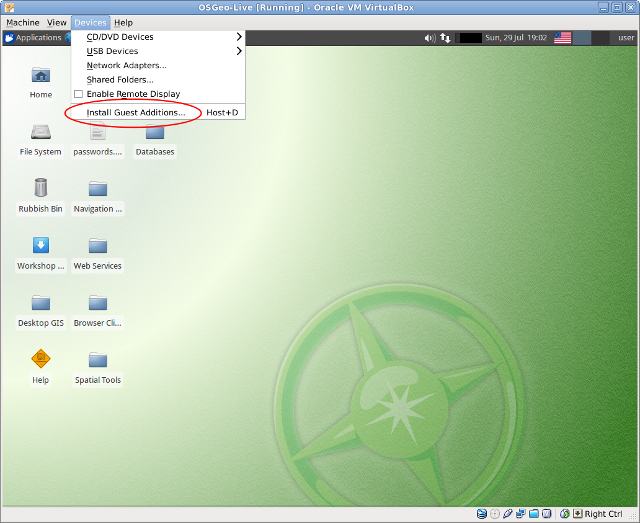 OSGeo-Live [Running] - Oracle VM VirtualBox
Machine View Devices Help
Applications
Sun, 29 Jul 19:02
user
CD/DVD Devices
USB Devices
Network Adapters...
Shared Folders...
Enable Remote Display
Install Guest Additions... Host+D
Home
File System
passwords....
Databases
Rubbish Bin
Navigation ...
Workshop ...
Web Services
Desktop GIS
Browser Cli...
Help
Spatial Tools
Right Ctrl